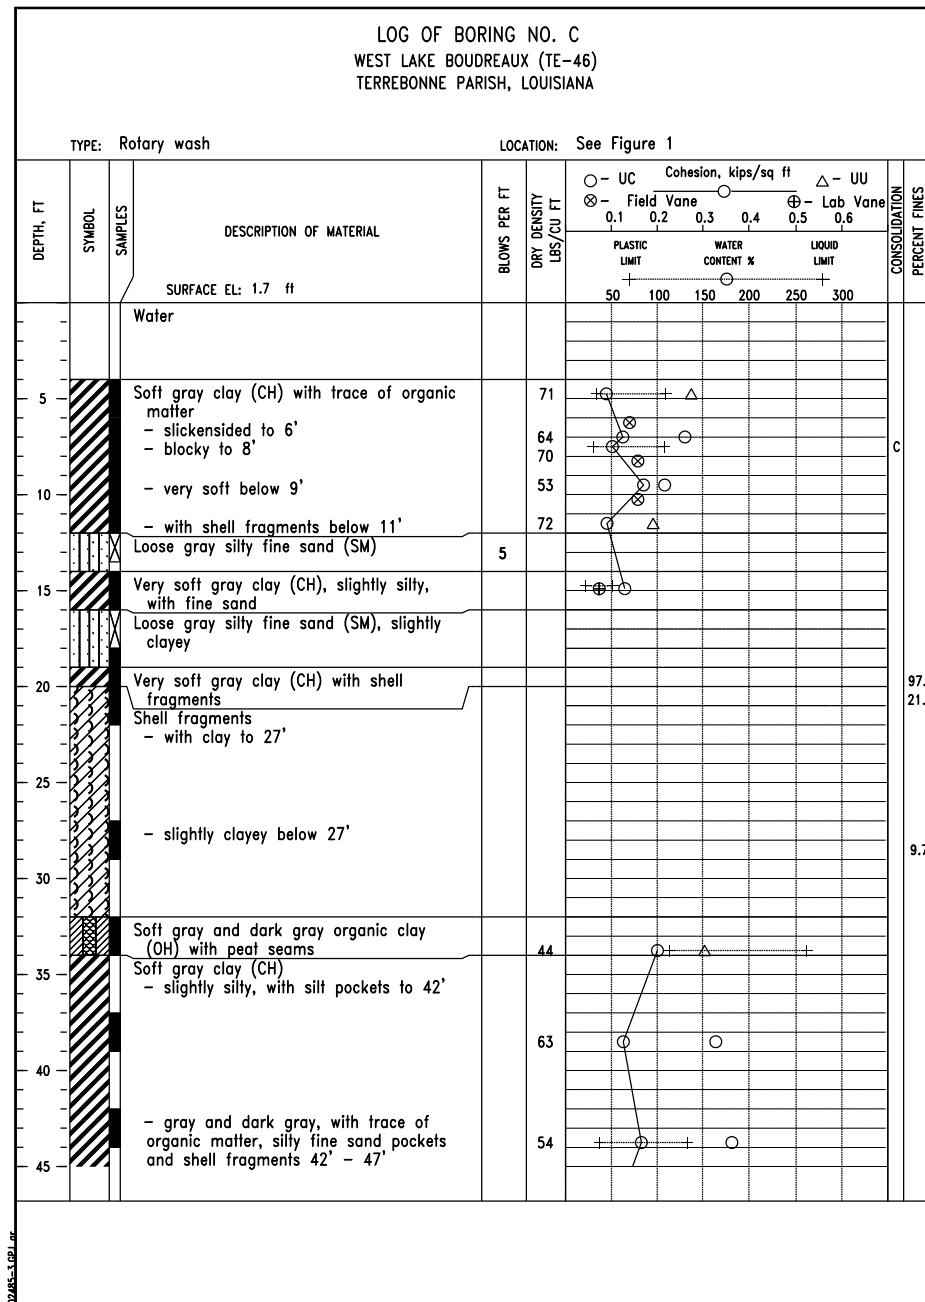 LOG OF BORING NO. C
WEST LAKE BOUDREAUX (TE-46)
TERREBONNE PARISH, LOUISIANA
TYPE: Rotary wash
LOCATION: See Figure 1
DEPTH, FT
SYMBOL
SAMPLES
DESCRIPTION OF MATERIAL
SURFACE EL: 1.7 ft
BLOWS PER FT
DRY DENSITY
LBS/CU FT
Cohesion, kips/sq ft
- UC
- UU
- Field Vane
- Lab Vane
0.1 0.2 0.3 0.4 0.5 0.6
PLASTIC LIMIT
WATER CONTENT %
LIQUID LIMIT
50 100 150 200 250 300
CONSOLIDATION
PERCENT FINES
Water
5
Soft gray clay (CH) with trace of organic
matter
71
- slickensided to 6'
64
- blocky to 8'
70
C
- very soft below 9'
53
10
- with shell fragments below 11'
72
Loose gray silty fine sand (SM)
5
15
Very soft gray clay (CH), slightly silty,
with fine sand
Loose gray silty fine sand (SM), slightly
clayey
20
Very soft gray clay (CH) with shell
fragments
97.
21.
Shell fragments
- with clay to 27'
25
- slightly clayey below 27'
9.7
30
Soft gray and dark gray organic clay
(OH) with peat seams
44
35
Soft gray clay (CH)
- slightly silty, with silt pockets to 42'
63
40
- gray and dark gray, with trace of
organic matter, silty fine sand pockets
54
and shell fragments 42' - 47'
45